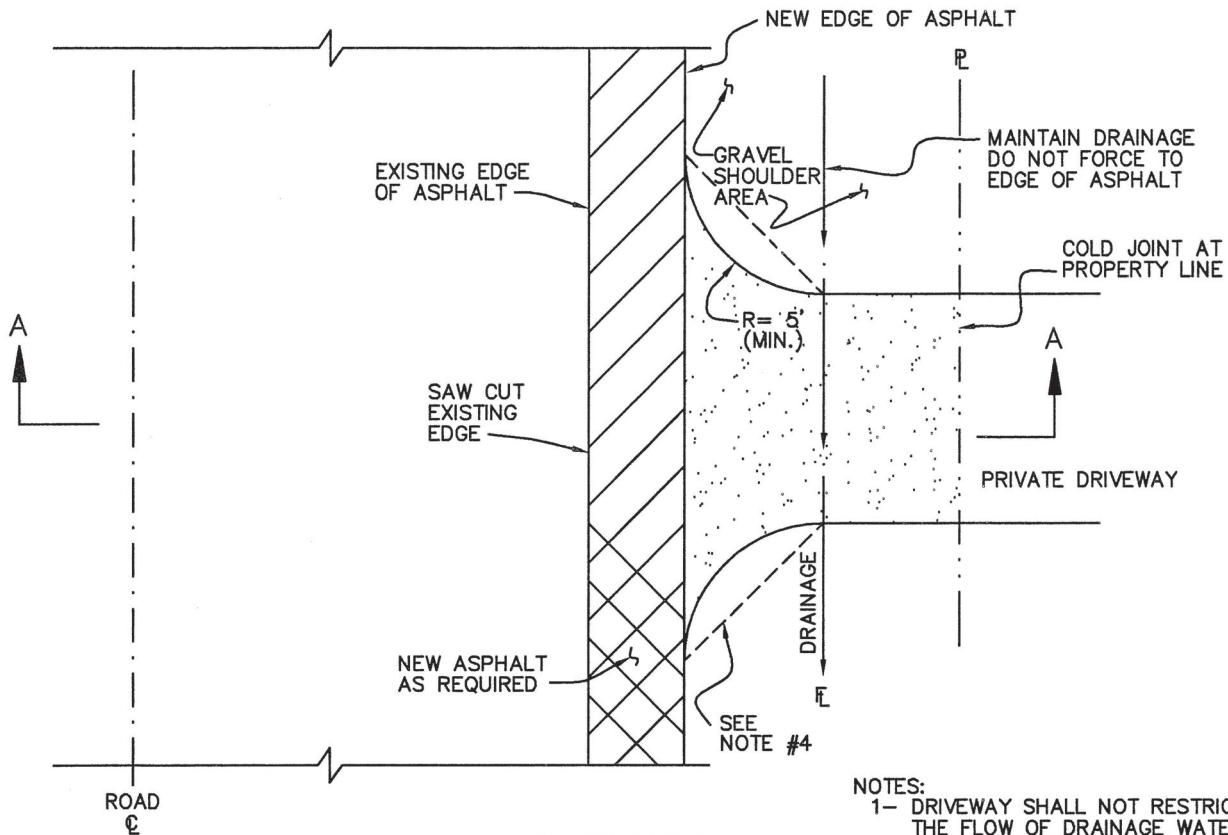 NEW EDGE OF ASPHALT
PL
EXISTING EDGE
OF ASPHALT
GRAVEL
SHOULDER
AREA
MAINTAIN DRAINAGE
DO NOT FORCE TO
EDGE OF ASPHALT
COLD JOINT AT
PROPERTY LINE
A
R= 5'
(MIN.)
A
SAW CUT
EXISTING
EDGE
PRIVATE DRIVEWAY
DRAINAGE
NEW ASPHALT
AS REQUIRED
FL
SEE
NOTE #4
ROAD
CL
NOTES:
1- DRIVEWAY SHALL NOT
THE FLOW OF DRAINAGE